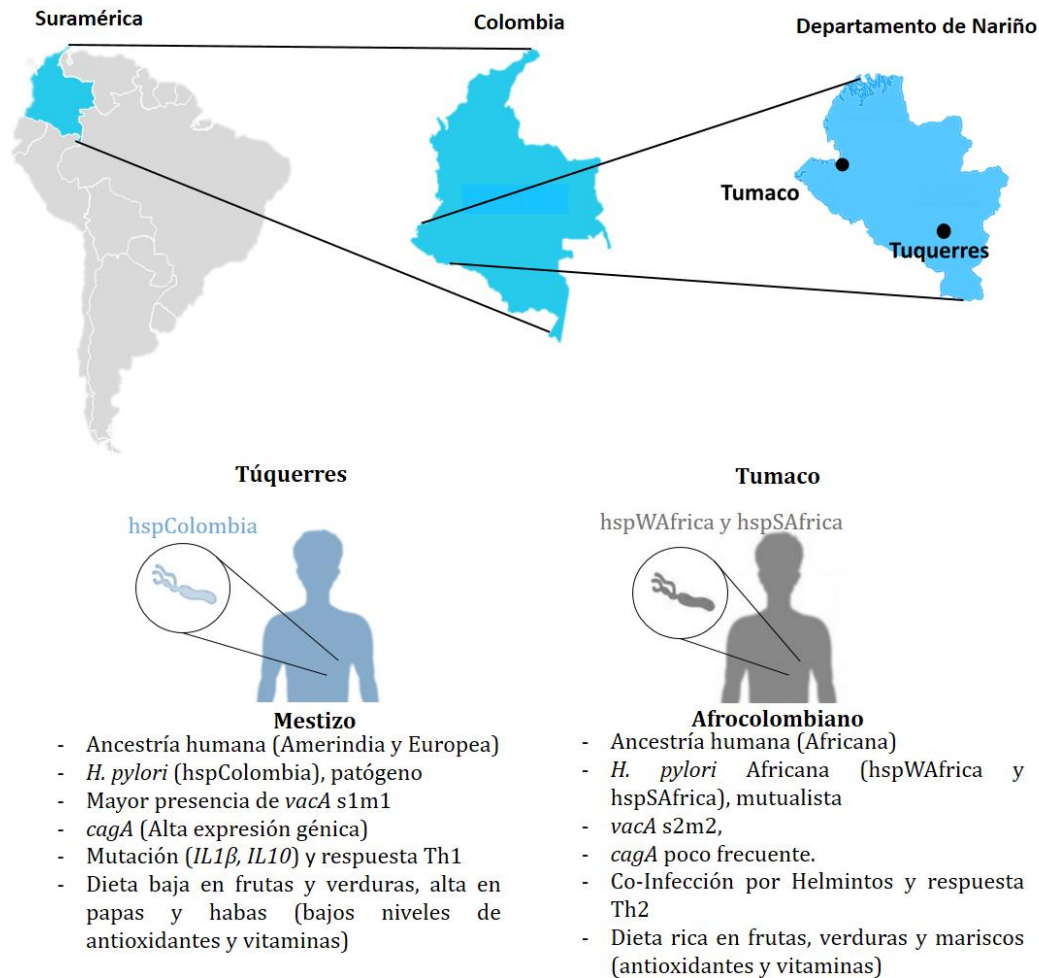 Suramérica
Colombia
Departamento de Nariño
Tumaco
Tuquerres
Túquerres
hspColombia
Mestizo
- Ancestría humana (Amerindia y Europea)
- H. pylori (hspColombia), patógeno
- Mayor presencia de vacA s1m1
- cagA (Alta expresión génica)
- Mutación (IL1β, IL10) y respuesta Th1
- Dieta baja en frutas y verduras, alta en
papas y habas (bajos niveles de
antioxidantes y vitaminas)
Tumaco
hspWAfrica y hspSAfrica
Afrocolombiano
- Ancestría humana (Africana)
- H. pylori Africana (hspWAfrica y
hspSAfrica), mutualista
- vacA s2m2,
- cagA poco frecuente.
- Co-Infección por Helmintos y respuesta
Th2
- Dieta rica en frutas, verduras y mariscos
(antioxidantes y vitaminas)